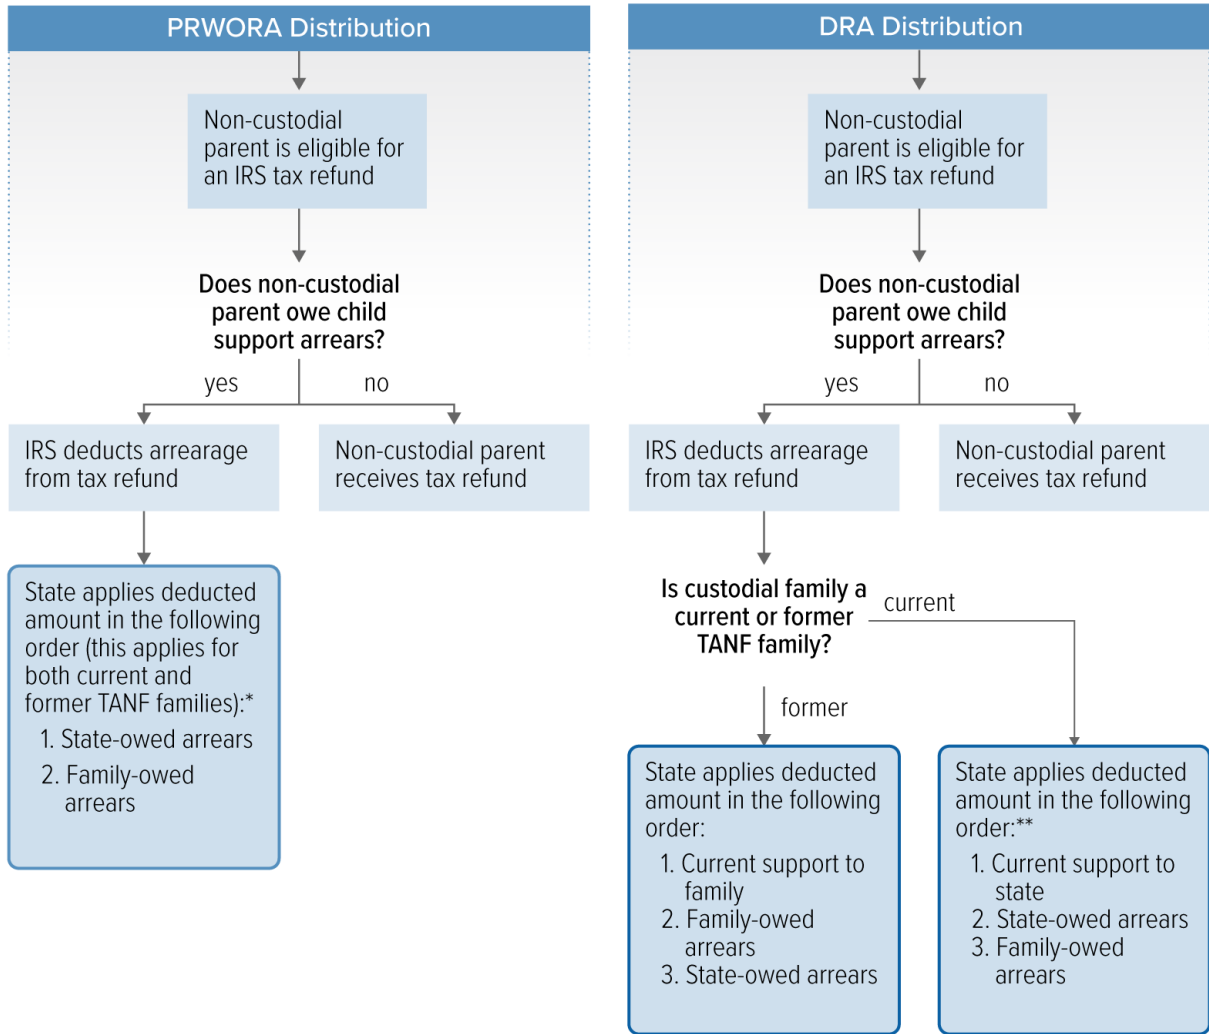 PRWORA Distribution
Non-custodial
parent is eligible for
an IRS tax refund
Does non-custodial
parent owe child
support arrears?
yes
no
IRS deducts arrearage
from tax refund
Non-custodial parent
receives tax refund
State applies deducted
amount in the following
order (this applies for
both current and
former TANF families):*
1. State-owed arrears
2. Family-owed
arrears
DRA Distribution
Non-custodial
parent is eligible for
an IRS tax refund
Does non-custodial
parent owe child
support arrears?
yes
no
IRS deducts arrearage
from tax refund
Non-custodial parent
receives tax refund
Is custodial family a
current or former
TANF family?
current
former
State applies deducted
amount in the following
order:
1. Current support to
family
2. Family-owed
arrears
3. State-owed arrears
State applies deducted
amount in the following
order:**
1. Current support to
state
2. State-owed arrears
3. Family-owed
arrears